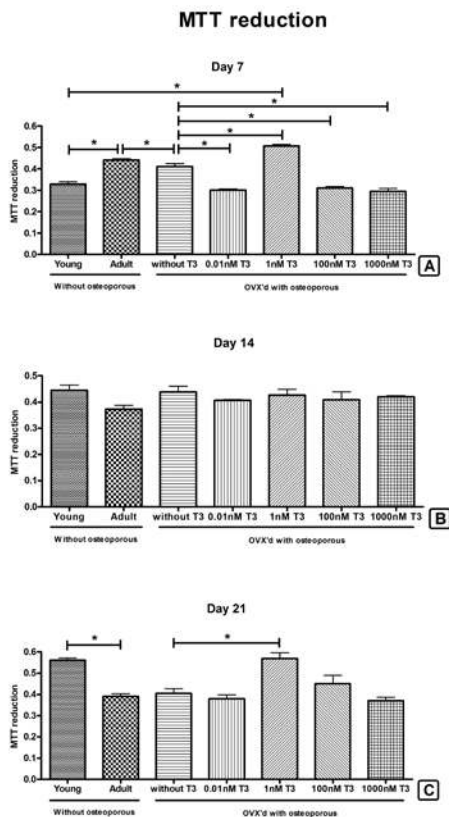 MTT reduction
Day 7
* * * * * * * *
MTT reduction
0.6
0.5
0.4
0.3
0.2
0.1
0.0
Young Adult without T3 0.01nM T3 1nM T3 100nM T3 1000nM T3
Without osteoporous OVX'd with osteoporous
A
Day 14
MTT reduction
0.5
0.4
0.3
0.2
0.1
0.0
Young Adult without T3 0.01nM T3 1nM T3 100nM T3 1000nM T3
Without osteoporous OVX'd with osteoporous
B
Day 21
* *
MTT reduction
0.6
0.5
0.4
0.3
0.2
0.1
0.0
Young Adult without T3 0.01nM T3 1nM T3 100nM T3 1000nM T3
Without osteoporous OVX'd with osteoporous
C